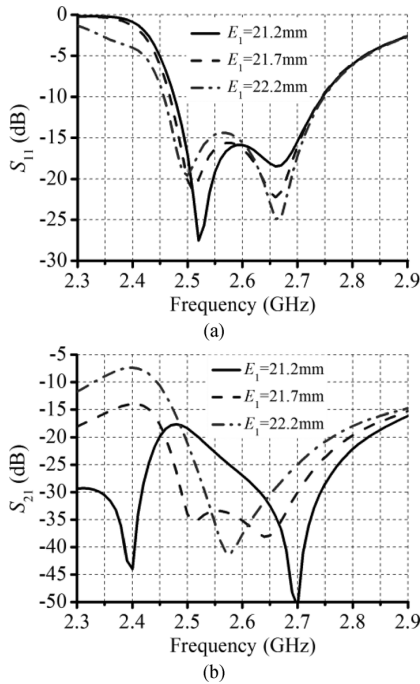 0
-5
-10
-15
-20
-25
-30
S11 (dB)
E1=21.2mm
E1=21.7mm
E1=22.2mm
2.3 2.4 2.5 2.6 2.7 2.8 2.9
Frequency (GHz)
(a)
-5
-10
-15
-20
-25
-30
-35
-40
-45
-50
S21 (dB)
E1=21.2mm
E1=21.7mm
E1=22.2mm
2.3 2.4 2.5 2.6 2.7 2.8 2.9
Frequency (GHz)
(b)